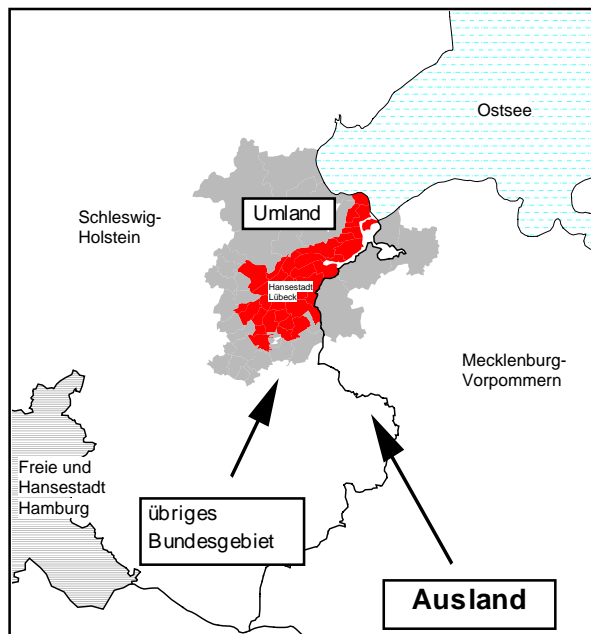 Ostsee
Schleswig-
Holstein
Umland
Hansestadt
Lübeck
Mecklenburg-
Vorpommern
Freie und
Hansestadt
Hamburg
übriges
Bundesgebiet
Ausland